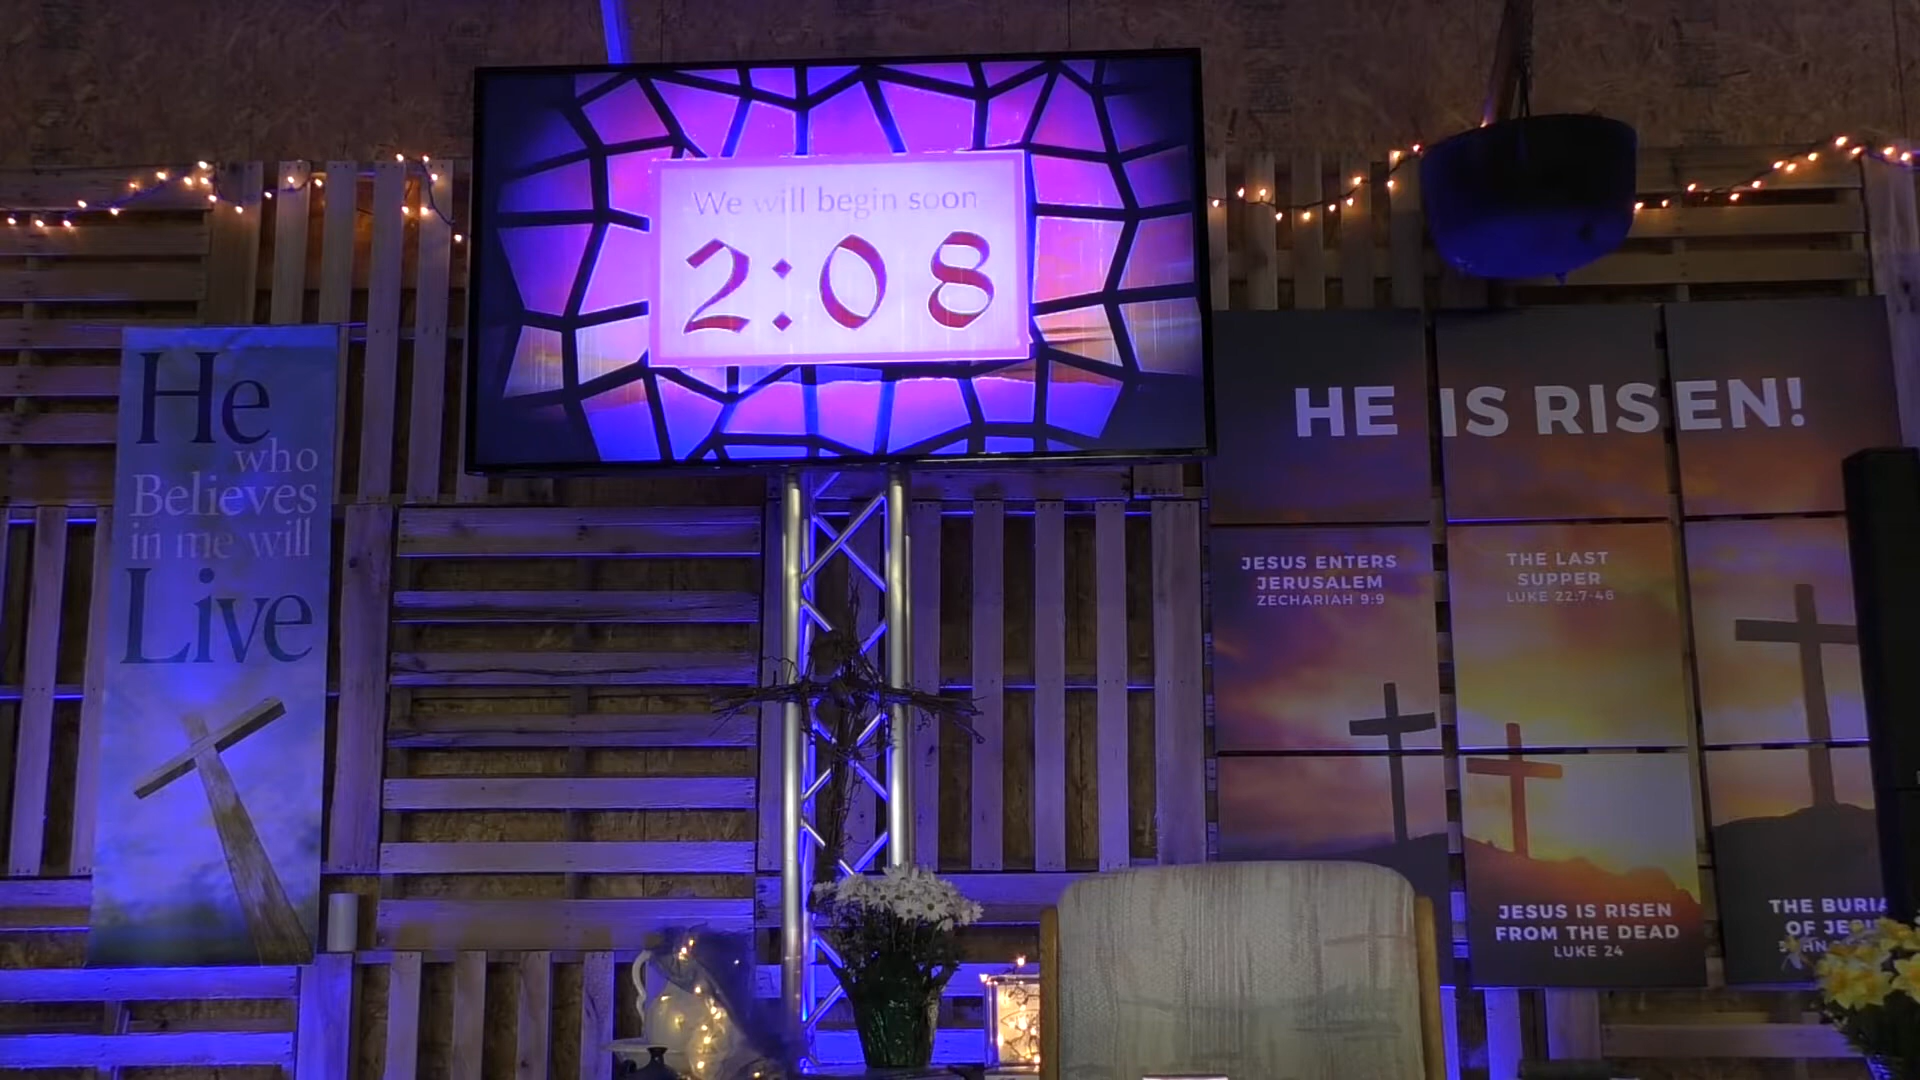 We will begin soon
2:08
He
who
Believes
in me will
Live
HE IS RISEN!
JESUS ENTERS
JERUSALEM
ZECHARIAH 9:9
THE LAST
SUPPER
LUKE 22:7-46
JESUS IS RISEN
FROM THE DEAD
LUKE 24
THE BURIA
OF JE